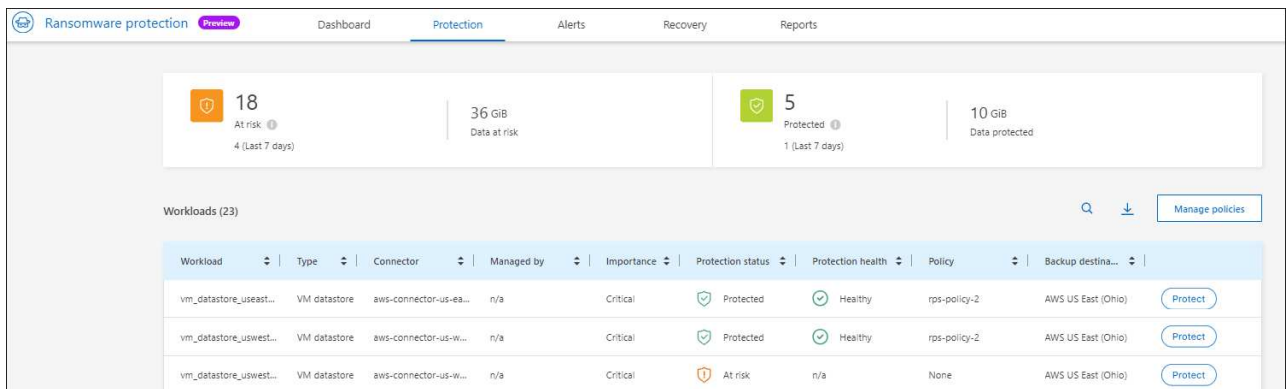 Ransomware protection Preview Dashboard Protection Alerts Recovery Reports
18 36 GiB 5 10 GiB
At risk Data at risk Protected Data protected
4 (Last 7 days) 1 (Last 7 days)
Workloads (23) Manage policies
Workload Type Connector Managed by Importance Protection status Protection health Policy Backup destina...
vm_datastore_useast... VM datastore aws-connector-us-ea... n/a Critical Protected Healthy rps-policy-2 AWS US East (Ohio) Protect
vm_datastore_uswest... VM datastore aws-connector-us-w... n/a Critical Protected Healthy rps-policy-2 AWS US East (Ohio) Protect
vm_datastore_uswest... VM datastore aws-connector-us-w... n/a Critical At risk n/a None AWS US East (Ohio) Protect